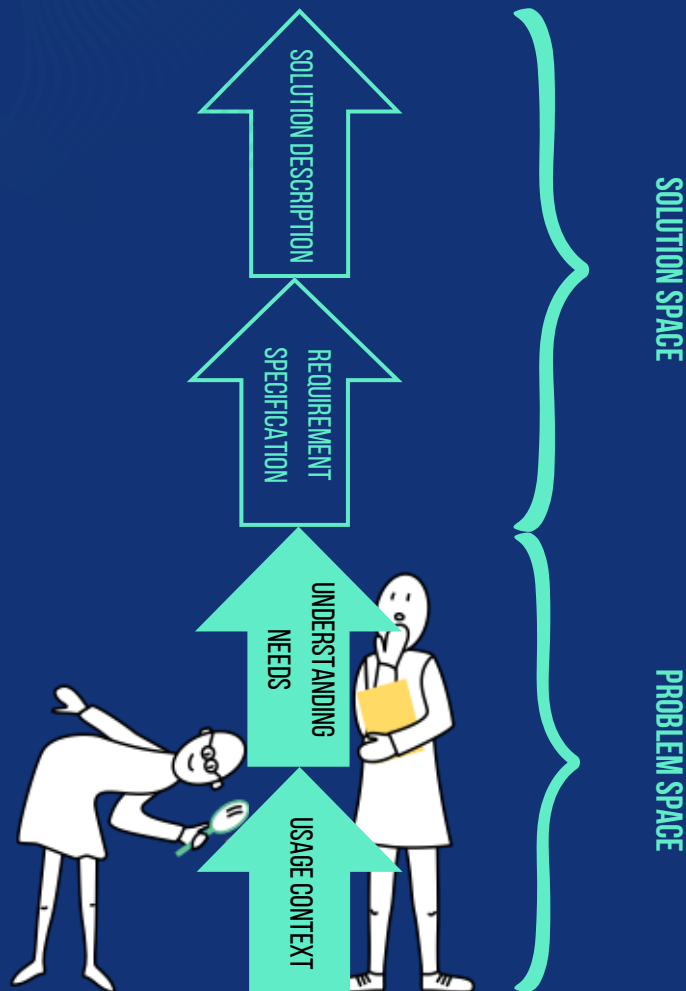 SOLUTION DESCRIPTION
SOLUTION SPACE
REQUIREMENT
SPECIFICATION
UNDERSTANDING
NEEDS
PROBLEM SPACE
USAGE CONTEXT